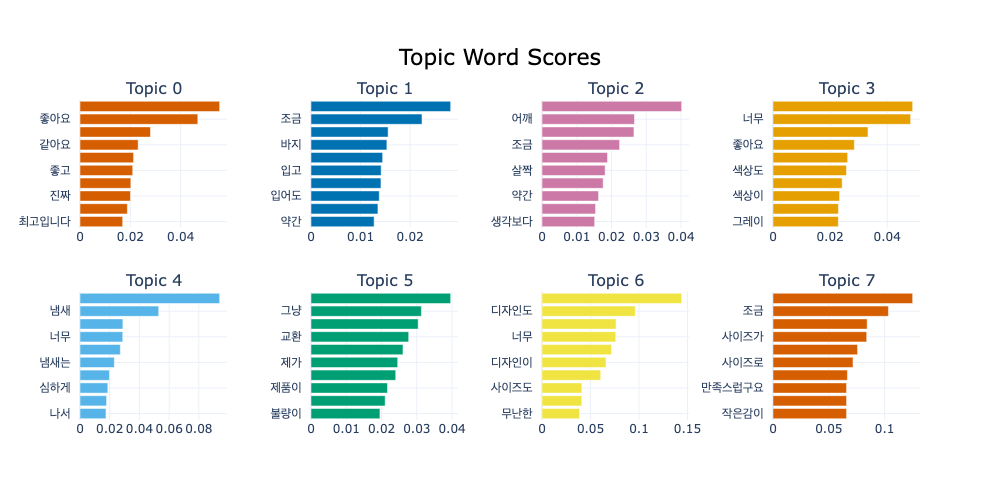 Topic Word Scores
Topic 0
좋아요
같아요
좋고
진짜
최고입니다
0 0.02 0.04
Topic 1
조금
바지
입고
입어도
약간
0 0.01 0.02
Topic 2
어깨
조금
살짝
약간
생각보다
0 0.01 0.02 0.03 0.04
Topic 3
너무
좋아요
색상도
색상이
그레이
0 0.02 0.04
Topic 4
냄새
너무
냄새는
심하게
나서
0 0.02 0.04 0.06 0.08
Topic 5
그냥
교환
제가
제품이
불량이
0 0.01 0.02 0.03 0.04
Topic 6
디자인도
너무
디자인이
사이즈도
무난한
0 0.05 0.1 0.15
Topic 7
조금
사이즈가
사이즈로
만족스럽구요
작은감이
0 0.05 0.1